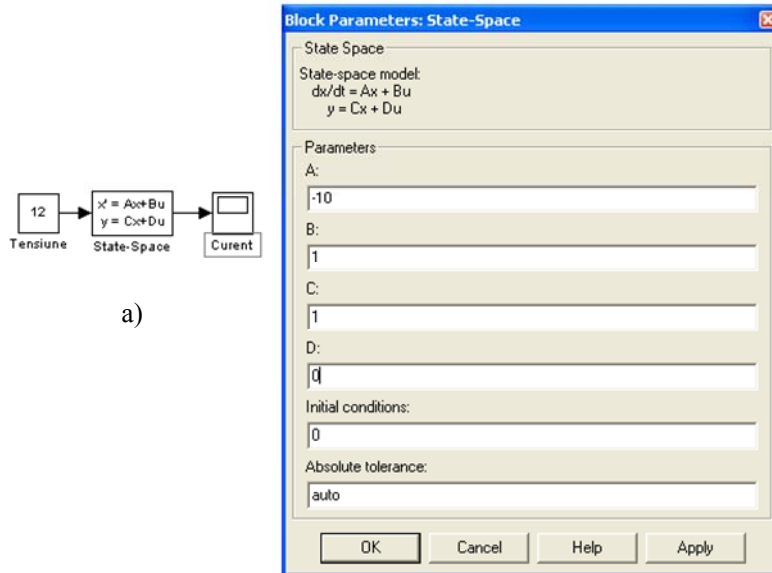 12
Tensiune
x' = Ax+Bu
y = Cx+Du
State-Space
Curent
a)
Block Parameters: State-Space
State Space
State-space model:
dx/dt = Ax + Bu
y = Cx + Du
Parameters
A:
-10
B:
1
C:
1
D:
0
Initial conditions:
0
Absolute tolerance:
auto
OK Cancel Help Apply